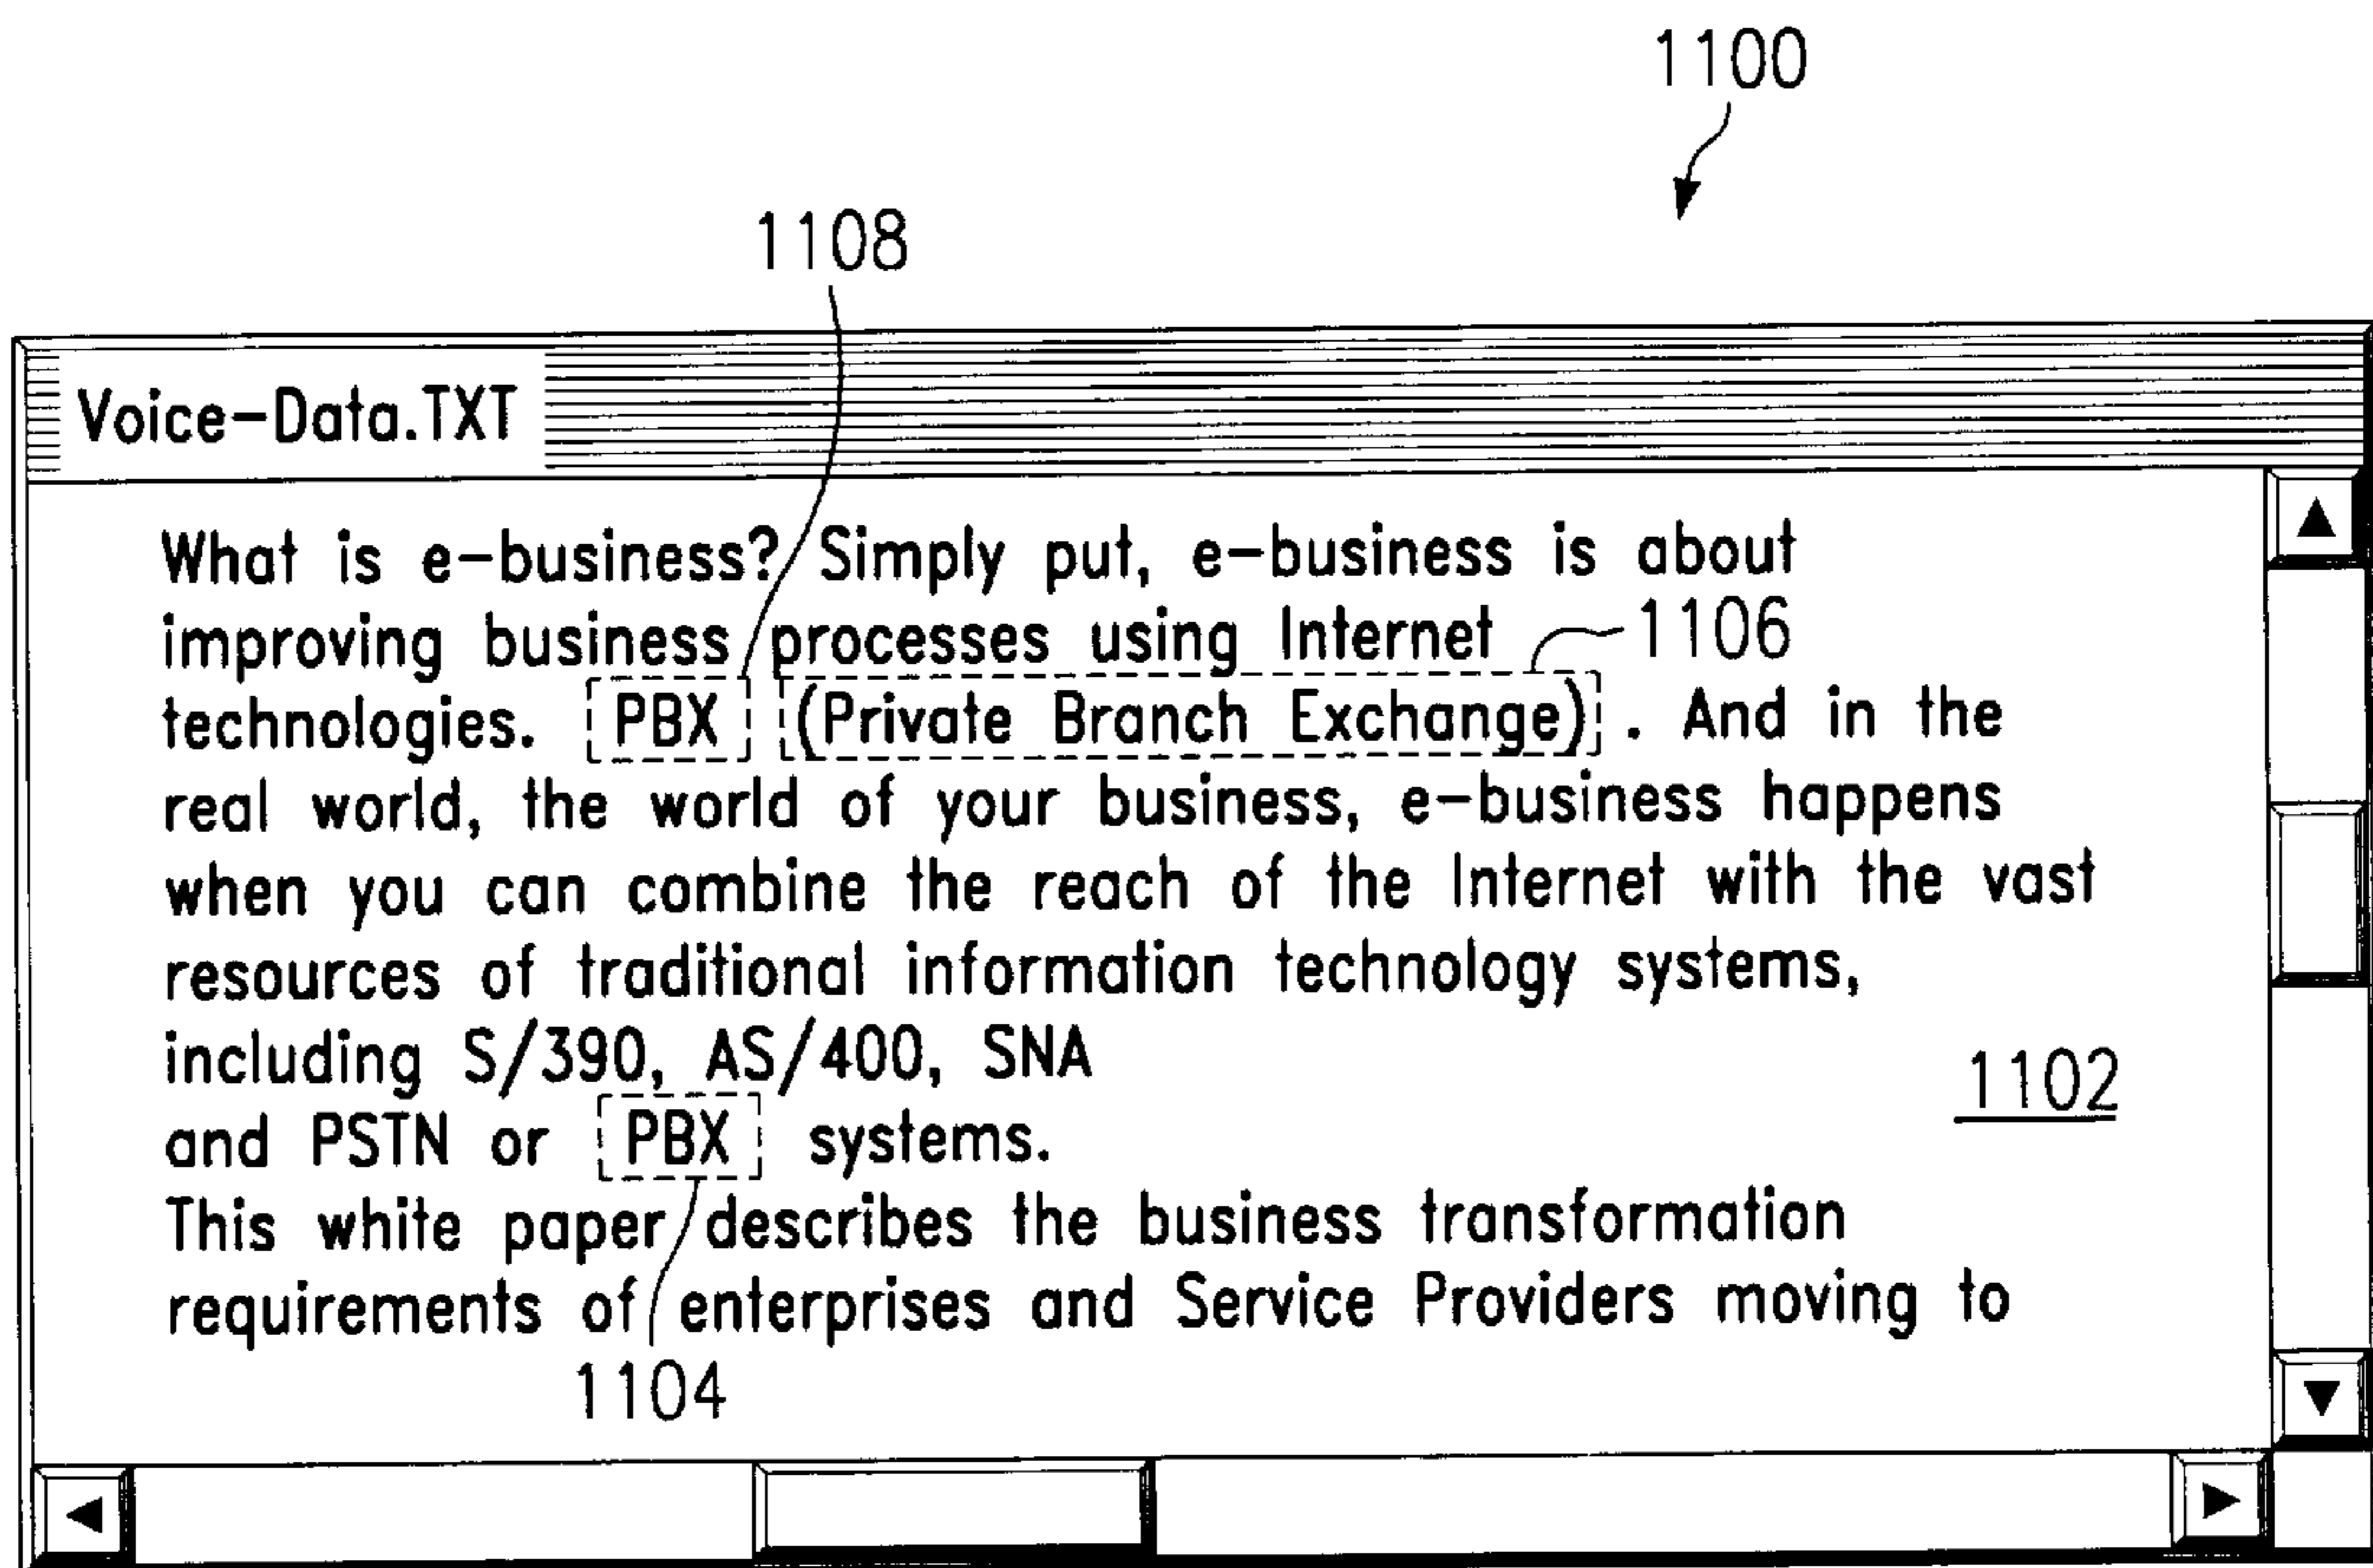 1100
1108
Voice-Data.TXT
What is e-business? Simply put, e-business is about
improving business processes using Internet 1106
technologies. PBX (Private Branch Exchange) . And in the
real world, the world of your business, e-business happens
when you can combine the reach of the Internet with the vast
resources of traditional information technology systems,
including S/390, AS/400, SNA
1102
and PSTN or PBX systems.
This white paper describes the business transformation
requirements of enterprises and Service Providers moving to
1104